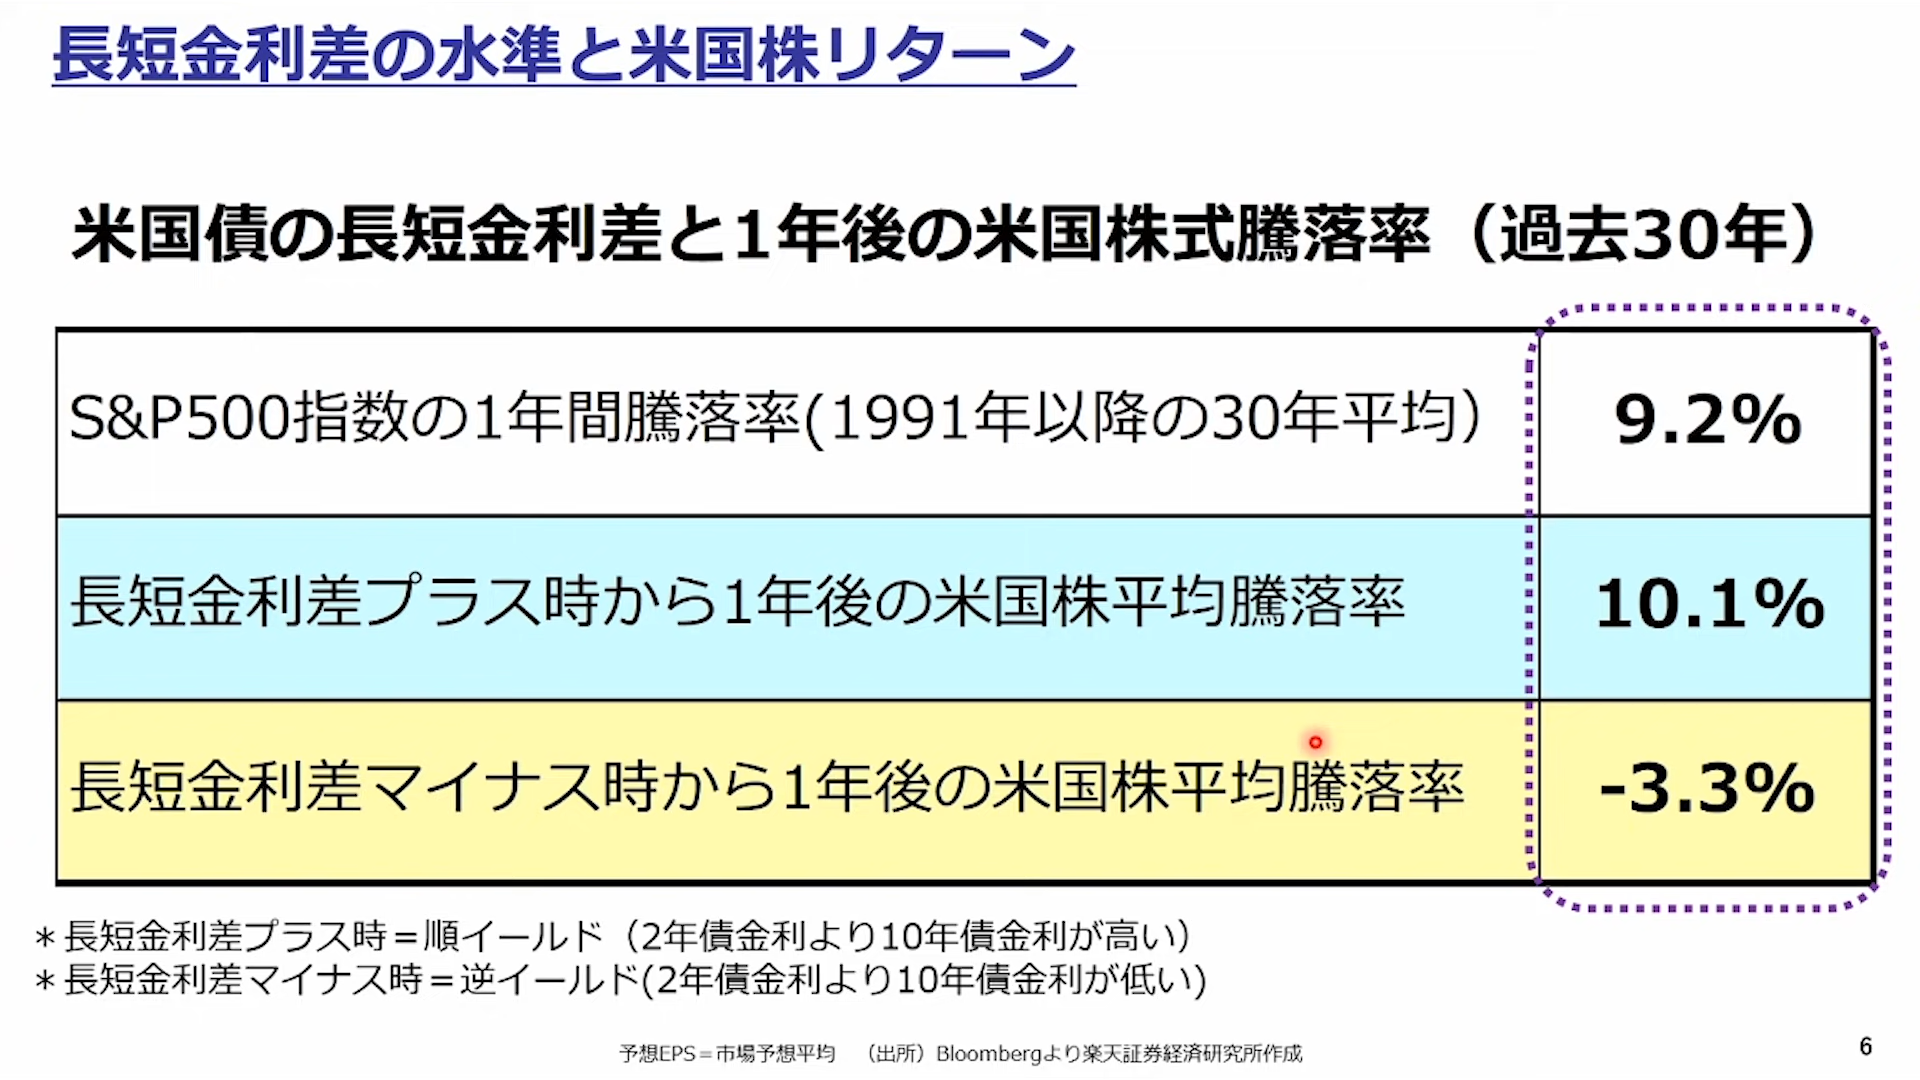 長短金利差の水準と米国株リターン
米国債の長短金利差と1年後の米国株式騰落率（過去30年）
S&P500指数の1年間騰落率(1991年以降の30年平均）
9.2%
長短金利差プラス時から1年後の米国株平均騰落率
10.1%
長短金利差マイナス時から1年後の米国株平均騰落率
-3.3%
＊長短金利差プラス時＝順イールド（2年債金利より10年債金利が高い）
＊長短金利差マイナス時＝逆イールド(2年債金利より10年債金利が低い)
予想EPS＝市場予想平均　（出所）Bloombergより楽天証券経済研究所作成
6